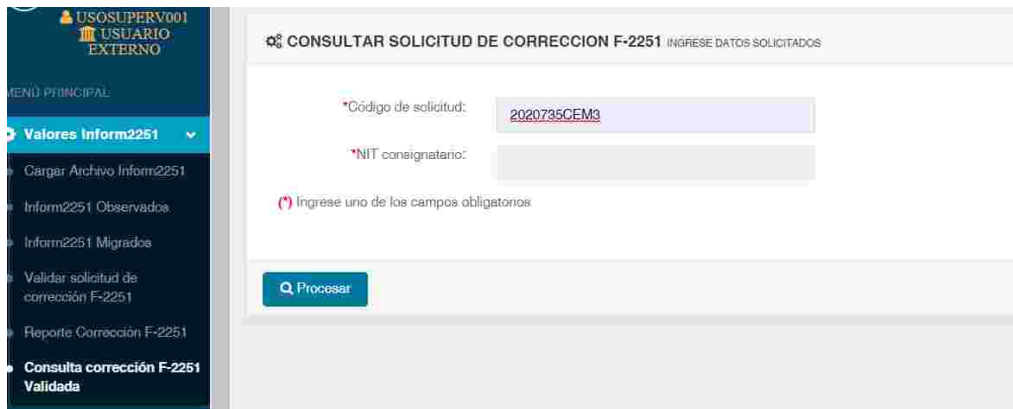 USOSUPERV001
USUARIO
EXTERNO
MENÚ PRINCIPAL
Valores Inform2251
Cargar Archivo Inform2251
Inform2251 Observados
Inform2251 Migrados
Validar solicitud de
corrección F-2251
Reporte Corrección F-2251
Consulta corrección F-2251
Validada
CONSULTAR SOLICITUD DE CORRECCION F-2251 INGRESE DATOS SOLICITADOS
*Código de solicitud:
2020735CEM3
*NIT consignatario:
(*) Ingrese uno de los campos obligatorios
Procesar